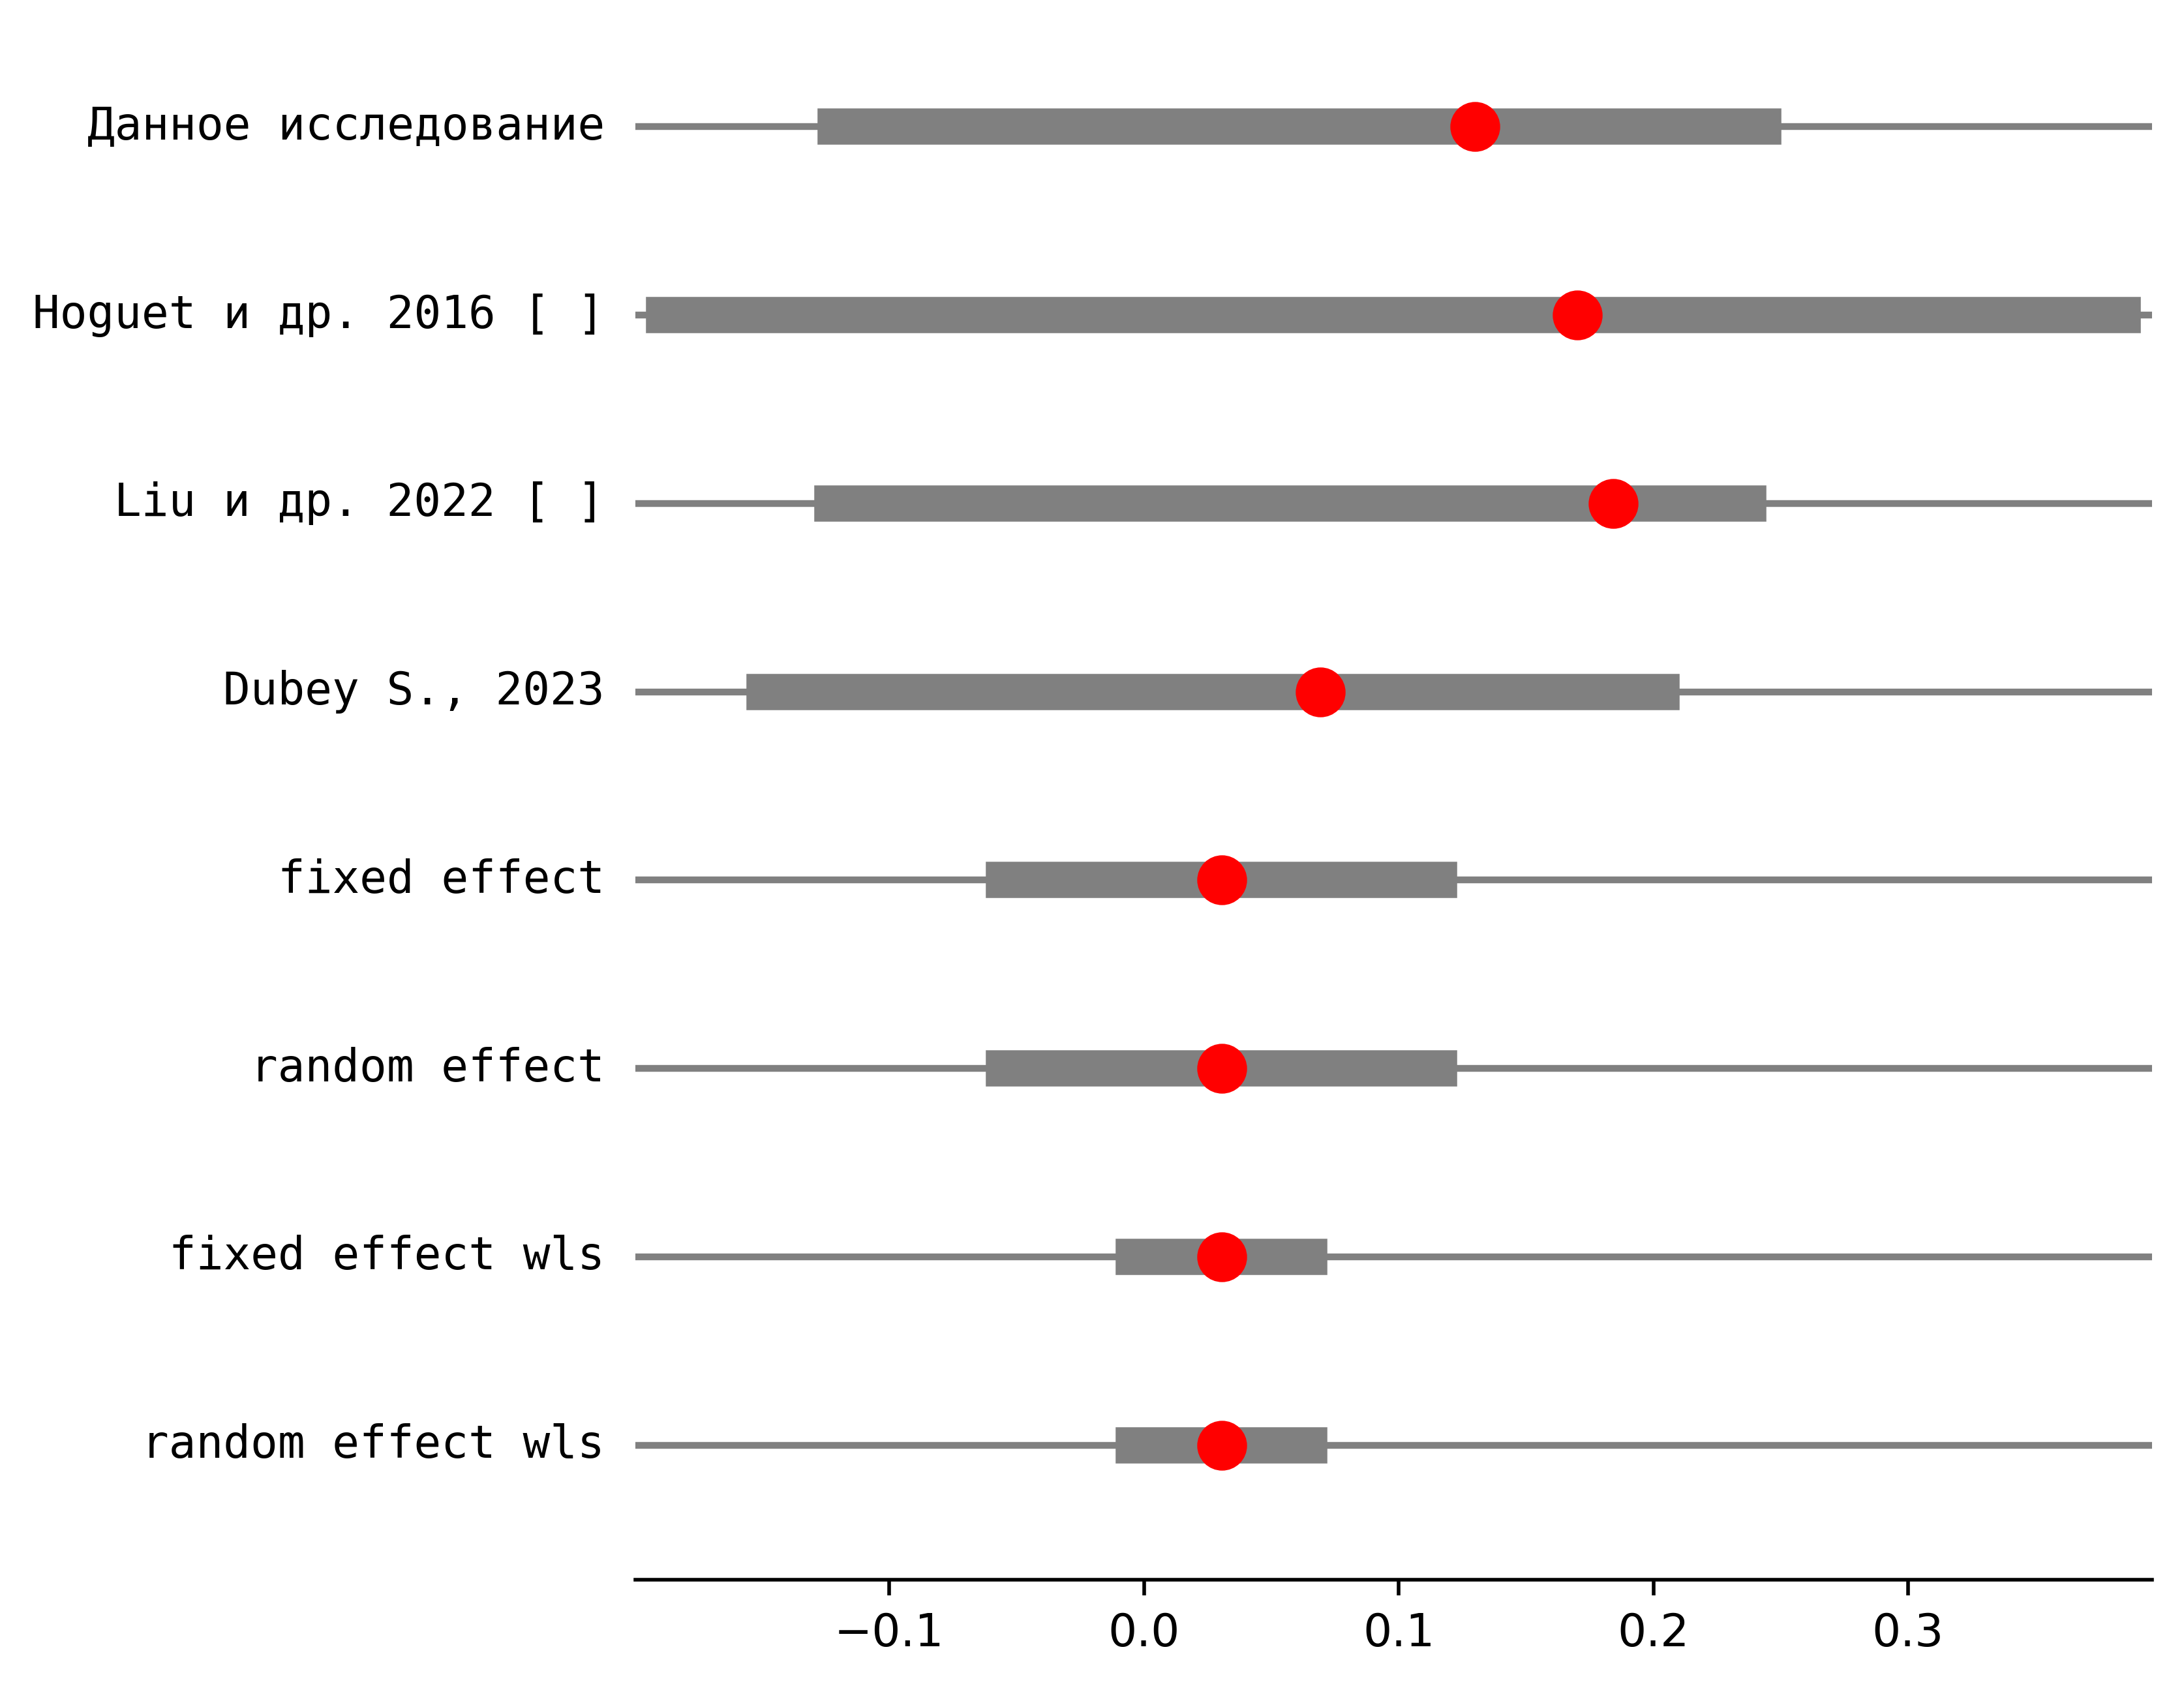 Данное исследование
Hoguet и др. 2016 [ ]
Liu и др. 2022 [ ]
Dubey S., 2023
fixed effect
random effect
fixed effect wls
random effect wls
−0.1 0.0 0.1 0.2 0.3